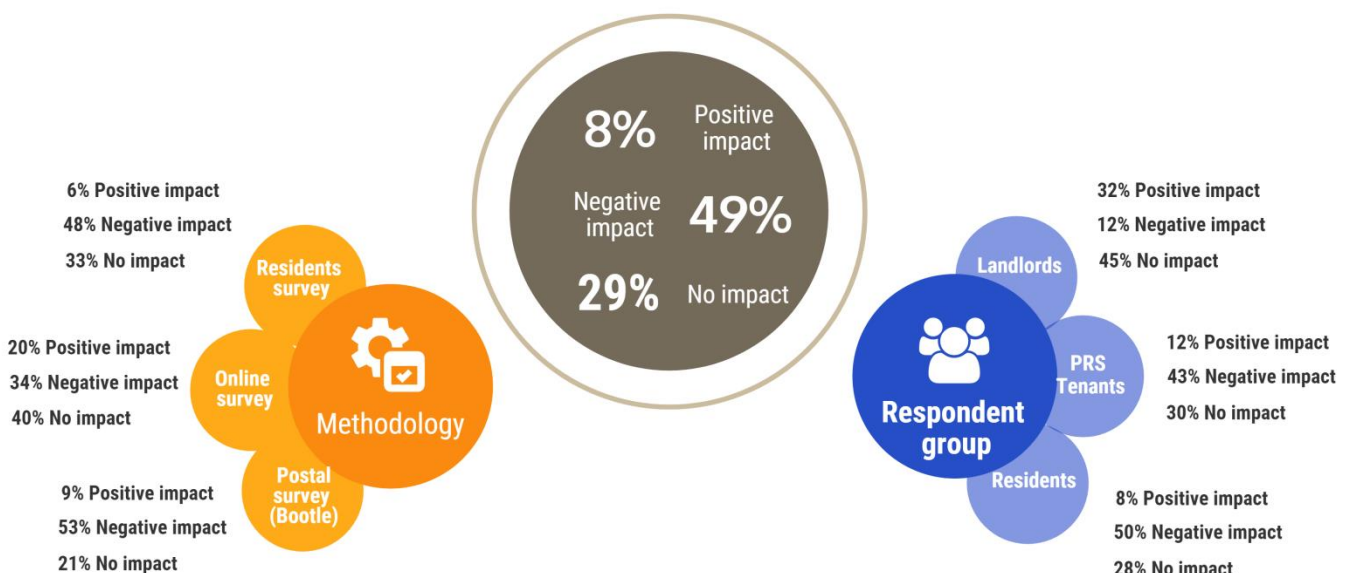 8% Positive
impact
Negative
impact 49%
29% No impact
6% Positive impact
48% Negative impact
33% No impact
Residents
survey
20% Positive impact
34% Negative impact
40% No impact
Online
survey
9% Positive impact
53% Negative impact
21% No impact
Postal
survey
(Bootle)
Methodology
32% Positive impact
12% Negative impact
45% No impact
Landlords
12% Positive impact
43% Negative impact
30% No impact
PRS
Tenants
Respondent
group
Residents
8% Positive impact
50% Negative impact
28% No impact